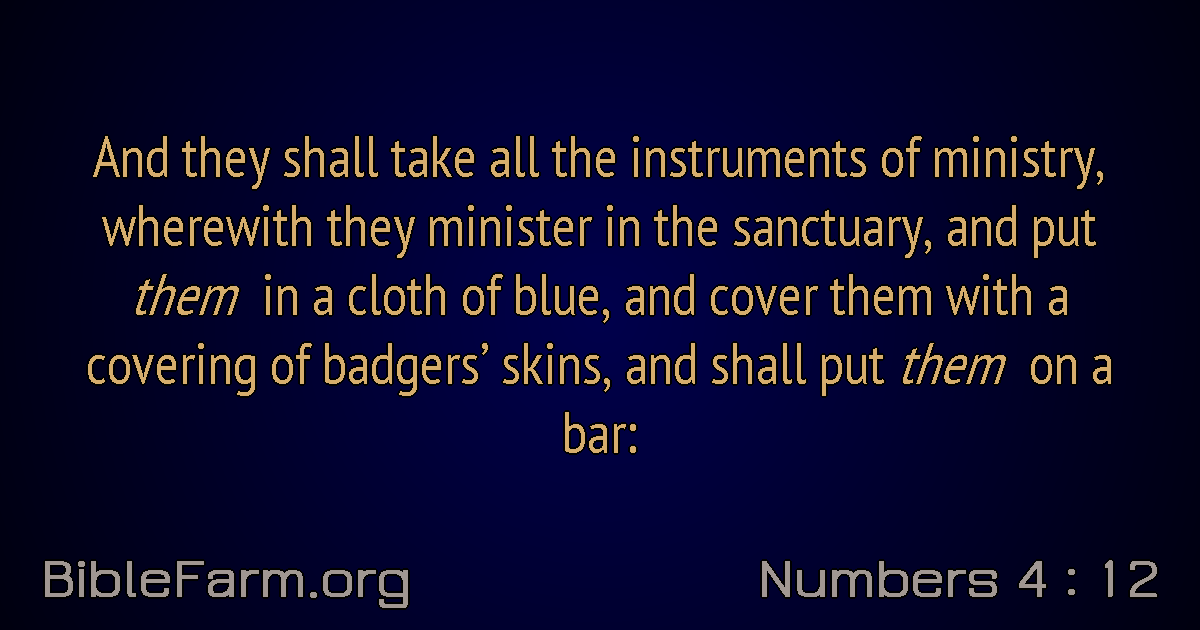 And they shall take all the instruments of ministry,
wherewith they minister in the sanctuary, and put
them in a cloth of blue, and cover them with a
covering of badgers’ skins, and shall put them on a
bar:
BibleFarm.org
Numbers 4 : 12